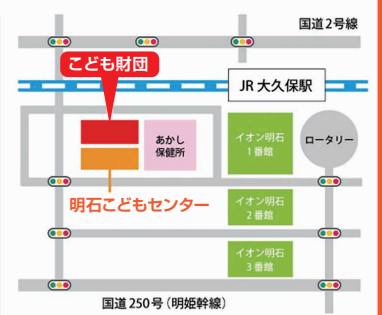 国道2号線
こども財団
JR 大久保駅
あかし
保健所
イオン明石
1番館
ロータリー
明石こどもセンター
イオン明石
2番館
イオン明石
3番館
国道250号(明姫幹線)